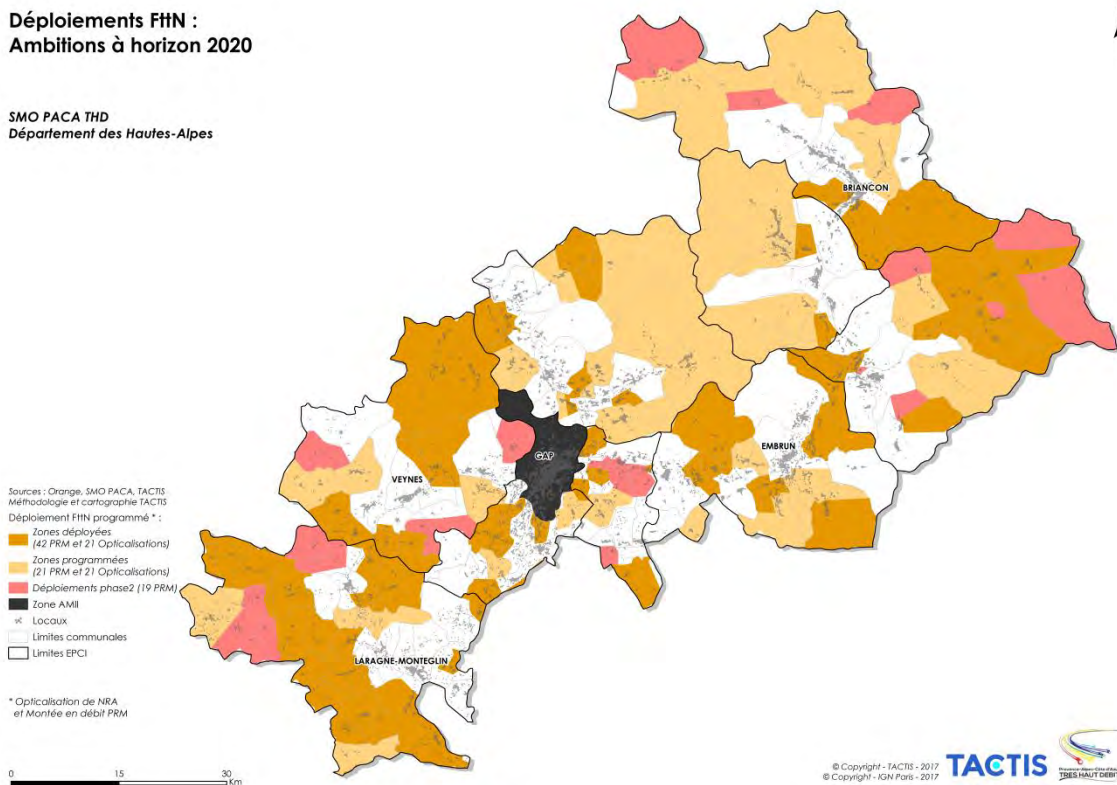 Déploiements FttN :
Ambitions à horizon 2020
SMO PACA THD
Département des Hautes-Alpes
BRIANCON
EMBRUN
GAP
VEYNES
LARAGNE-MONTEGLIN
Sources : Orange, SMO PACA, TACTIS
Méthodologie et cartographie TACTIS
Déploiement FttN programmé * :
Zones déployées
(42 PRM et 21 Opticalisations)
Zones programmées
(21 PRM et 21 Opticalisations)
Déploiements phase2 (19 PRM)
Zone AMII
Locaux
Limites communales
Limites EPCI
* Opticalisation de NRA
et Montée en débit PRM
0 15 30
Km
© Copyright - TACTIS - 2017
© Copyright - IGN Paris - 2017
TACTIS
TRES HAUT DEBIT